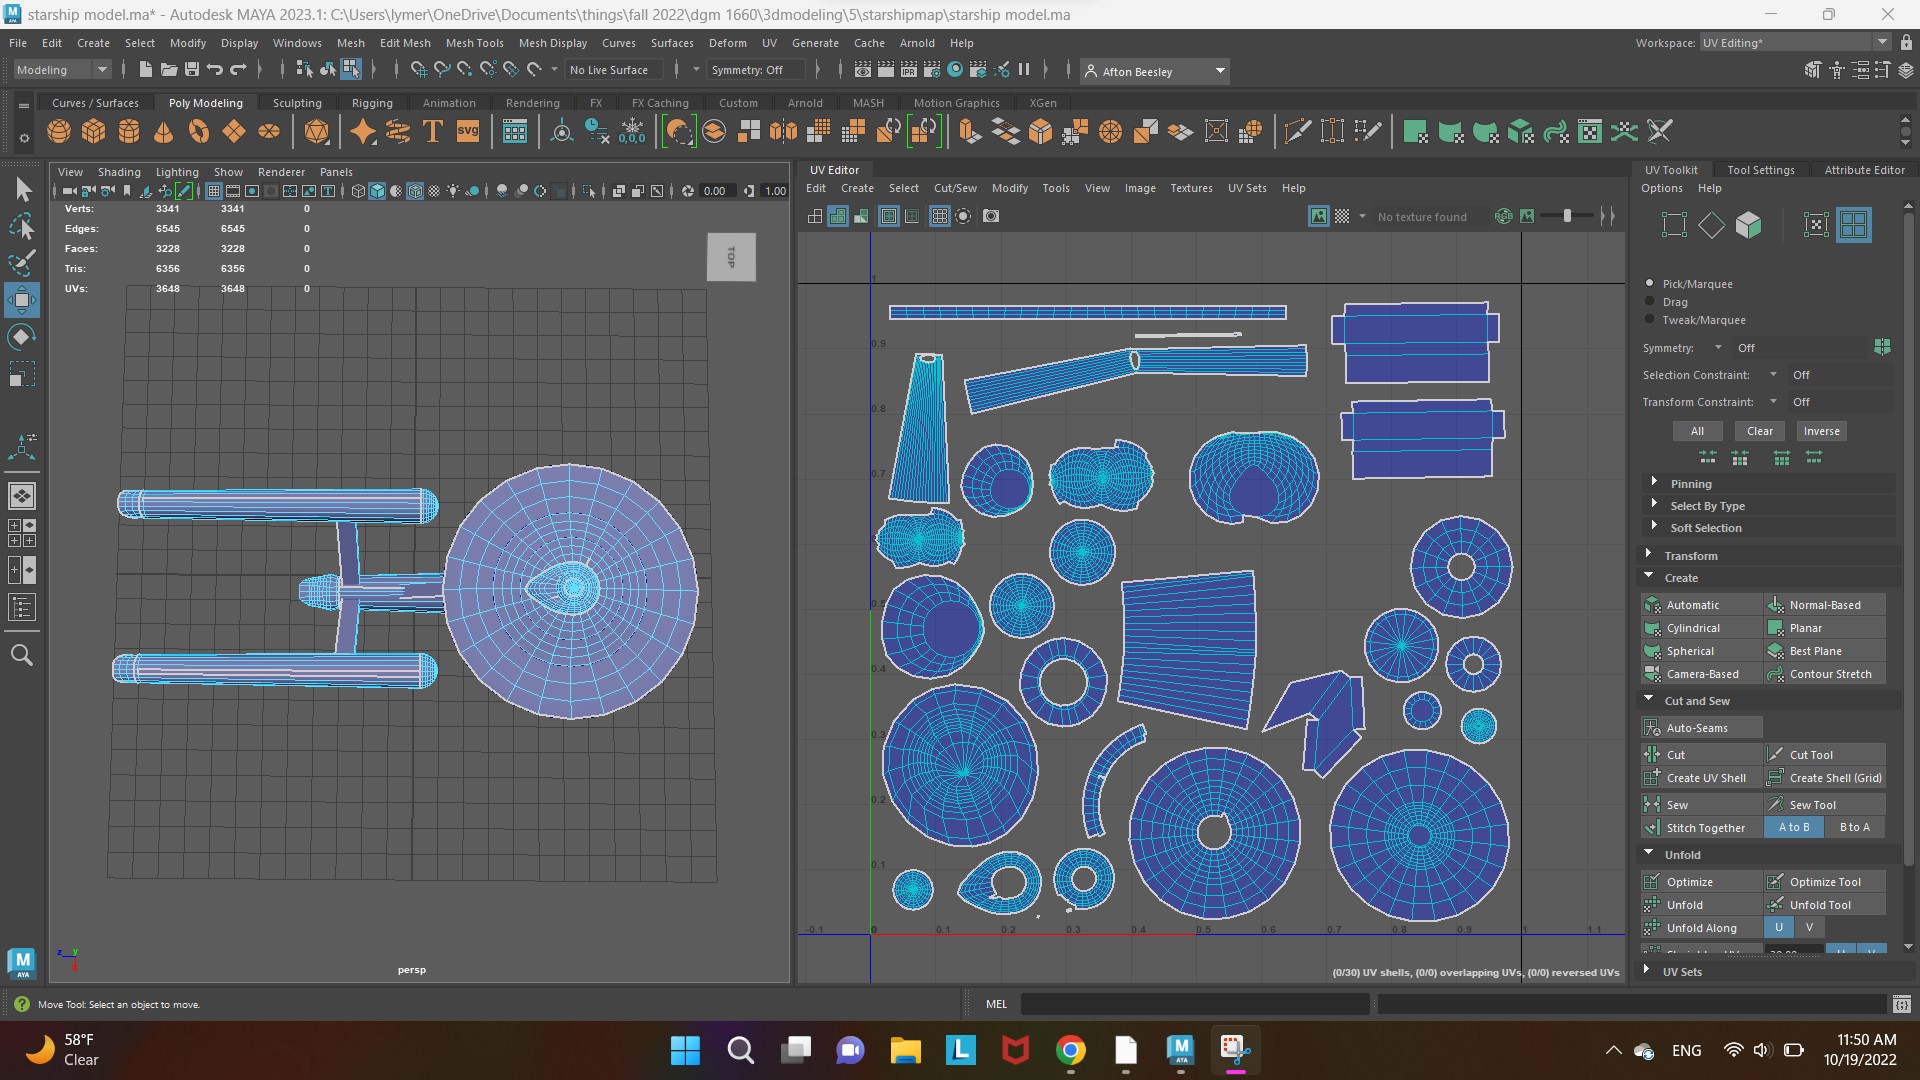 starship model.ma* - Autodesk MAYA 2023.1: C:\Users\lymer\OneDrive\Documents\things\fall 2022\dgm 1660\3dmodeling\5\starshipmap\starship model.ma
File Edit Create Select Modify Display Windows Mesh Edit Mesh Mesh Tools Mesh Display Curves Surfaces Deform UV Generate Cache Arnold Help
Workspace: UV Editing*
Modeling No Live Surface Symmetry: Off Afton Beesley
Curves / Surfaces Poly Modeling Sculpting Rigging Animation Rendering FX FX Caching Custom Arnold MASH Motion Graphics XGen
View Shading Lighting Show Renderer Panels
0.00 1.00
Verts: 3341 3341 0
Edges: 6545 6545 0
Faces: 3228 3228 0
Tris: 6356 6356 0
UVs: 3648 3648 0
TOP
persp
UV Editor
Edit Create Select Cut/Sew Modify Tools View Image Textures UV Sets Help
No texture found
1
0.9
0.8
0.7
0.5
0.4
0.3
0.2
0.1
-0.1 0 0.1 0.2 0.3 0.4 0.5 0.6 0.7 0.8 0.9 1 1.1
(0/30) UV shells, (0/0) overlapping UVs, (0/0) reversed UVs
UV Toolkit Tool Settings Attribute Editor
Options Help
Pick/Marquee
Drag
Tweak/Marquee
Symmetry: Off
Selection Constraint: Off
Transform Constraint: Off
All Clear Inverse
Pinning
Select By Type
Soft Selection
Transform
Create
Automatic Normal-Based
Cylindrical Planar
Spherical Best Plane
Camera-Based Contour Stretch
Cut and Sew
Auto-Seams
Cut Cut Tool
Create UV Shell Create Shell (Grid)
Sew Sew Tool
Stitch Together A to B B to A
Unfold
Optimize Optimize Tool
Unfold Unfold Tool
Unfold Along U V
UV Sets
Move Tool: Select an object to move.
MEL
58°F
Clear
ENG
11:50 AM
10/19/2022